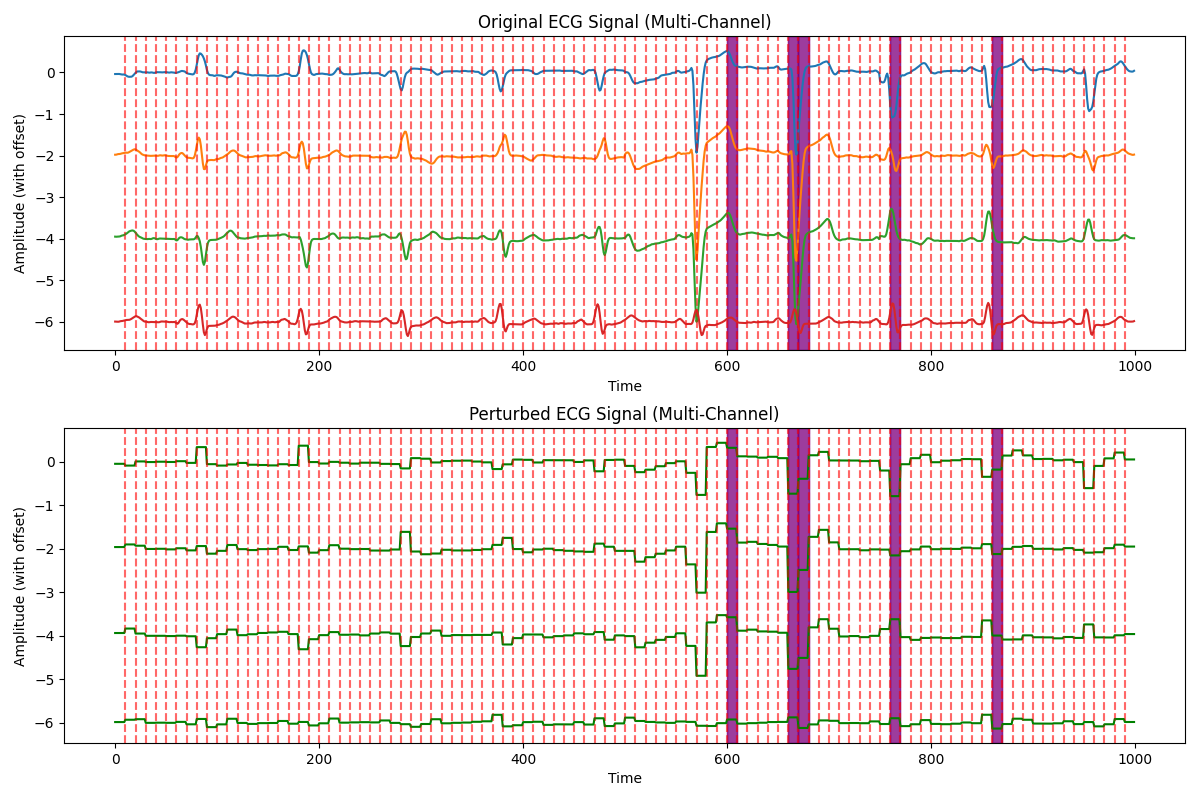 Original ECG Signal (Multi-Channel)
Amplitude (with offset)
0
−1
−2
−3
−4
−5
−6
0 200 400 600 800 1000
Time
Perturbed ECG Signal (Multi-Channel)
Amplitude (with offset)
0
−1
−2
−3
−4
−5
−6
0 200 400 600 800 1000
Time